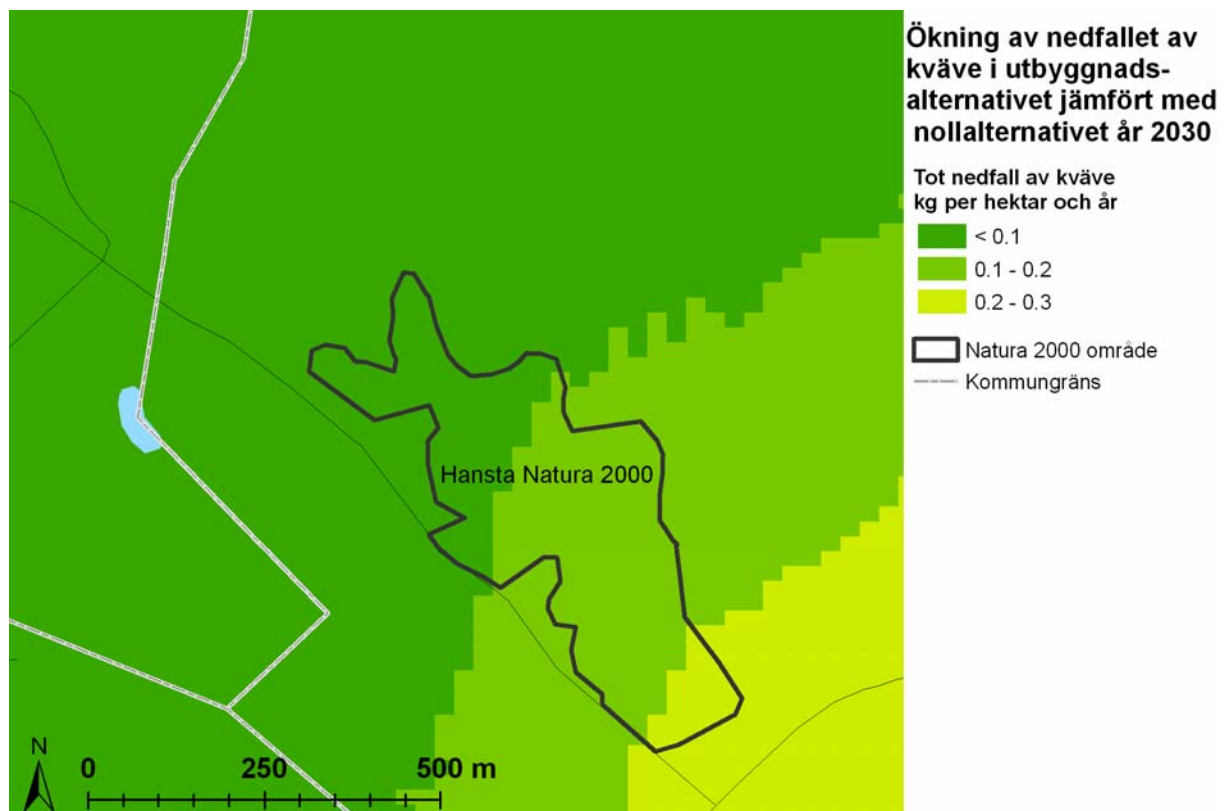 Ökning av nedfallet av
kväve i utbyggnads-
alternativet jämfört med
nollalternativet år 2030
Tot nedfall av kväve
kg per hektar och år
< 0.1
0.1 - 0.2
0.2 - 0.3
Natura 2000 område
Kommungräns
Hansta Natura 2000
N
0 250 500 m